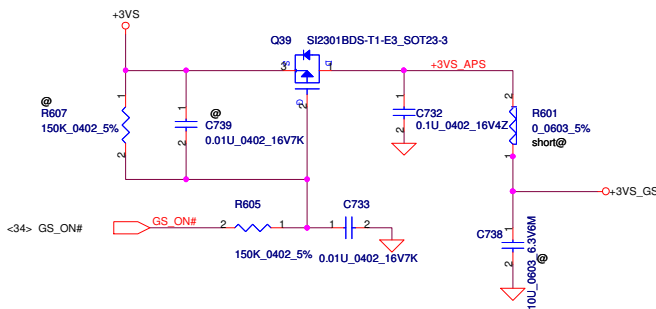 +3VS
Q39 SI2301BDS-T1-E3_SOT23-3
3 S
D 1
G
2
+3VS_APS
@
R607
150K_0402_5%
1
2
@
C739
0.01U_0402_16V7K
1
2
C732
0.1U_0402_16V4Z
1
2
R601
0_0603_5%
short@
2
1
+3VS_GS
<34> GS_ON#
GS_ON#
R605
2 1
150K_0402_5%
C733
1 2
0.01U_0402_16V7K
C738
1
2
10U_0603_6.3V6M
@